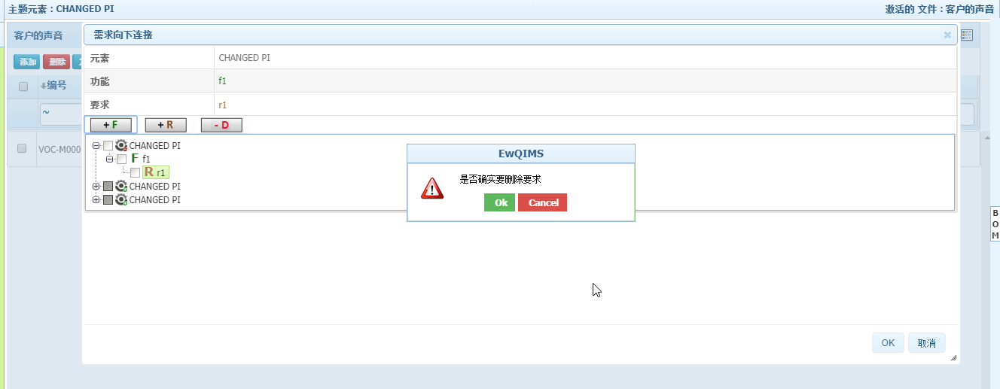 主题元素 : CHANGED PI
激活的 文件 : 客户的声音
客户的声音
需求向下连接
元素 CHANGED PI
添加 删除
功能 f1
编号
要求 r1
~
+ F + R - D
CHANGED PI
VOC-M000
F f1
R r1
CHANGED PI
CHANGED PI
EwQIMS
是否确实要删除要求
Ok Cancel
B
O
M
OK 取消